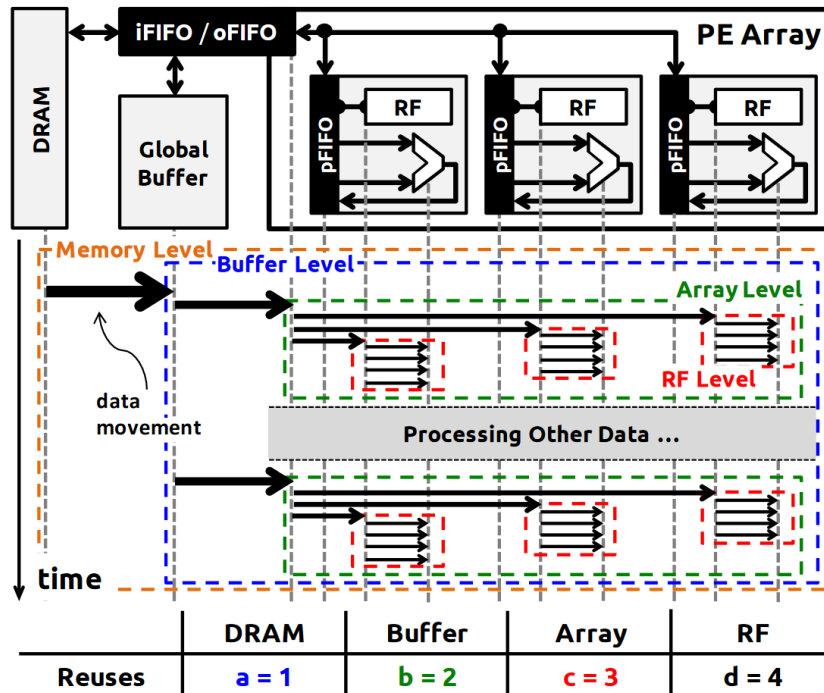 DRAM
iFIFO / oFIFO
PE Array
Global
Buffer
pFIFO
RF
pFIFO
RF
pFIFO
RF
Memory Level
Buffer Level
Array Level
RF Level
data
movement
Processing Other Data ...
time
DRAM Buffer Array RF
Reuses a = 1 b = 2 c = 3 d = 4